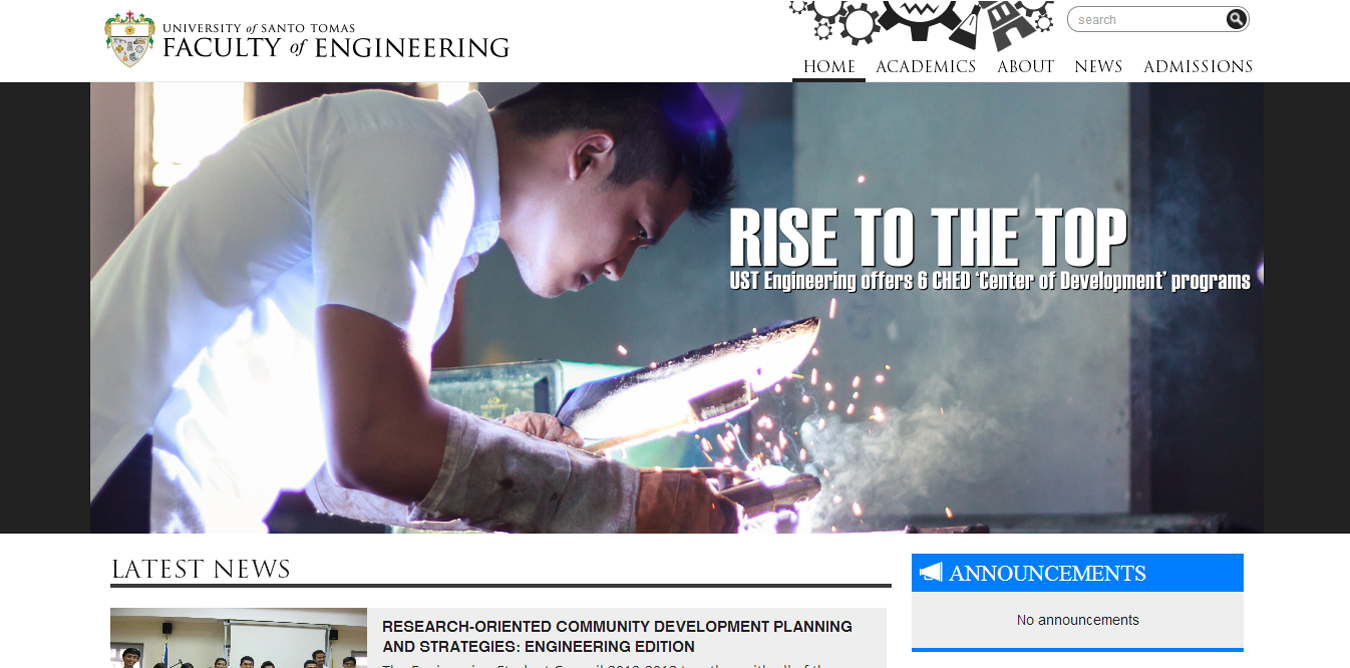 UNIVERSITY of SANTO TOMAS
FACULTY of ENGINEERING
search
HOME ACADEMICS ABOUT NEWS ADMISSIONS
RISE TO THE TOP
UST Engineering offers 6 CHED ‘Center of Development’ programs
LATEST NEWS
RESEARCH-ORIENTED COMMUNITY DEVELOPMENT PLANNING
AND STRATEGIES: ENGINEERING EDITION
ANNOUNCEMENTS
No announcements